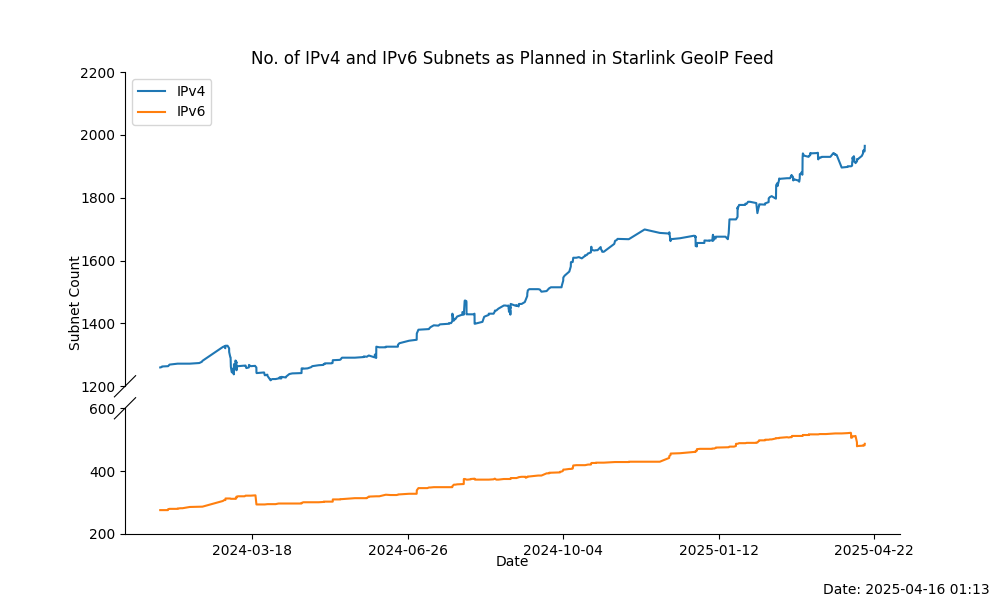 No. of IPv4 and IPv6 Subnets as Planned in Starlink GeoIP Feed
2200
IPv4
IPv6
2000
1800
1600
Subnet Count
1400
1200
600
400
200
2024-03-18
2024-06-26
2024-10-04
2025-01-12
2025-04-22
Date
Date: 2025-04-16 01:13